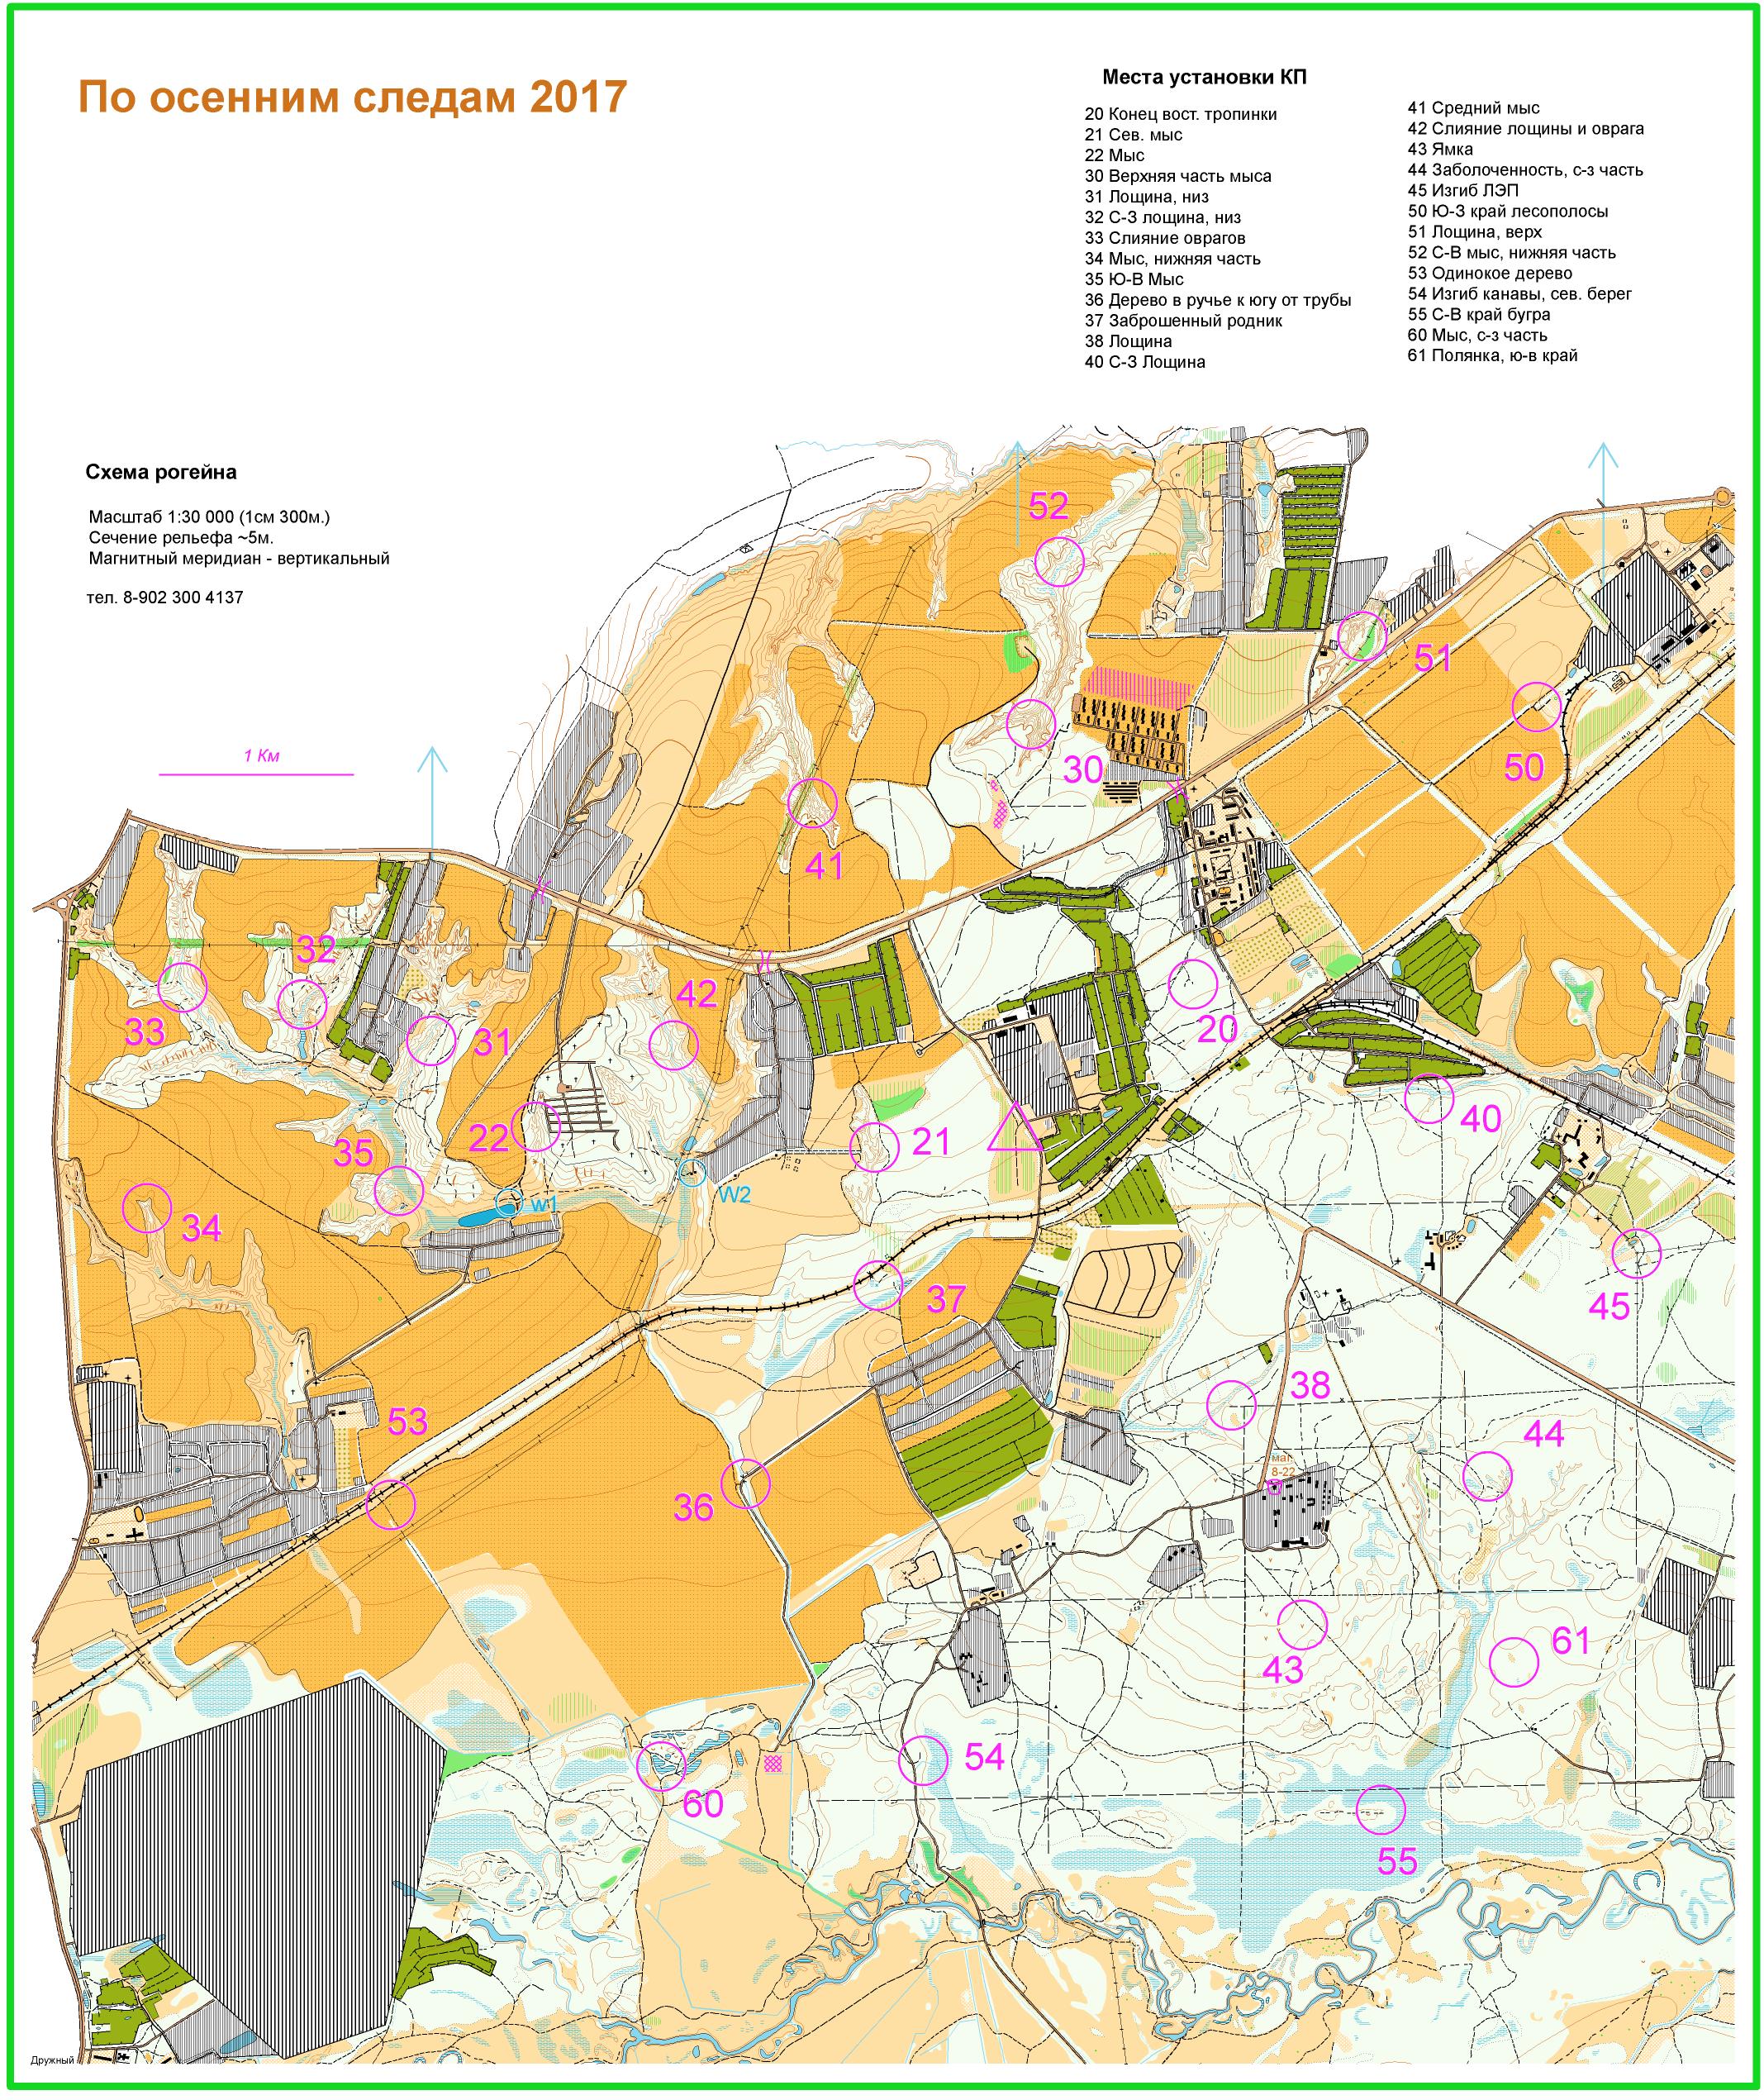 По осенним следам 2017
Места установки КП
20 Конец вост. тропинки
21 Сев. мыс
22 Мыс
30 Верхняя часть мыса
31 Лощина, низ
32 С-З лощина, низ
33 Слияние оврагов
34 Мыс, нижняя часть
35 Ю-В Мыс
36 Дерево в ручье к югу от трубы
37 Заброшенный родник
38 Лощина
40 С-З Лощина
41 Средний мыс
42 Слияние лощины и оврага
43 Ямка
44 Заболоченность, с-з часть
45 Изгиб ЛЭП
50 Ю-З край лесополосы
51 Лощина, верх
52 С-В мыс, нижняя часть
53 Одинокое дерево
54 Изгиб канавы, сев. берег
55 С-В край бугра
60 Мыс, с-з часть
61 Полянка, ю-в край
Схема рогейна
Масштаб 1:30 000 (1см 300м.)
Сечение рельефа ~5м.
Магнитный меридиан - вертикальный
тел. 8-902 300 4137
1 Км
52
51
50
30
41
32
42
33
31
20
22
21
40
35
w1
W2
34
37
45
38
53
44
маг.
8-22
36
61
43
54
60
55
Дружный